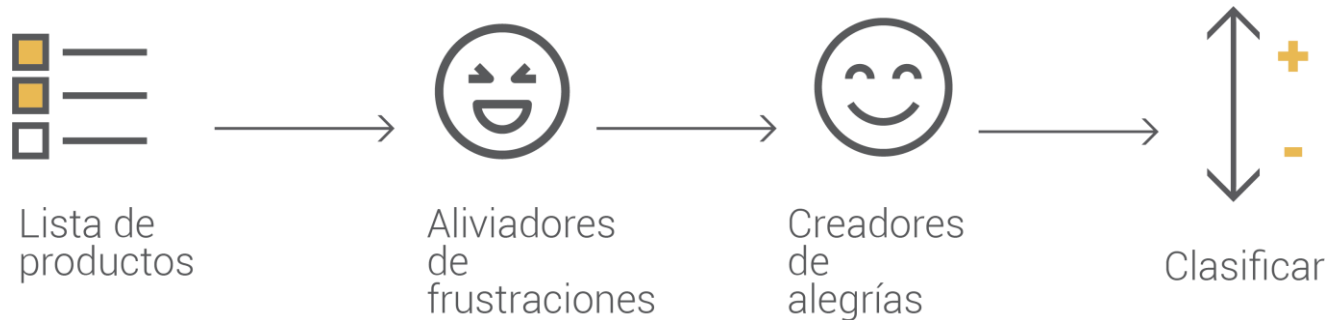 +
-
Lista de
productos
Aliviadores
de
frustraciones
Creadores
de
alegrías
Clasificar